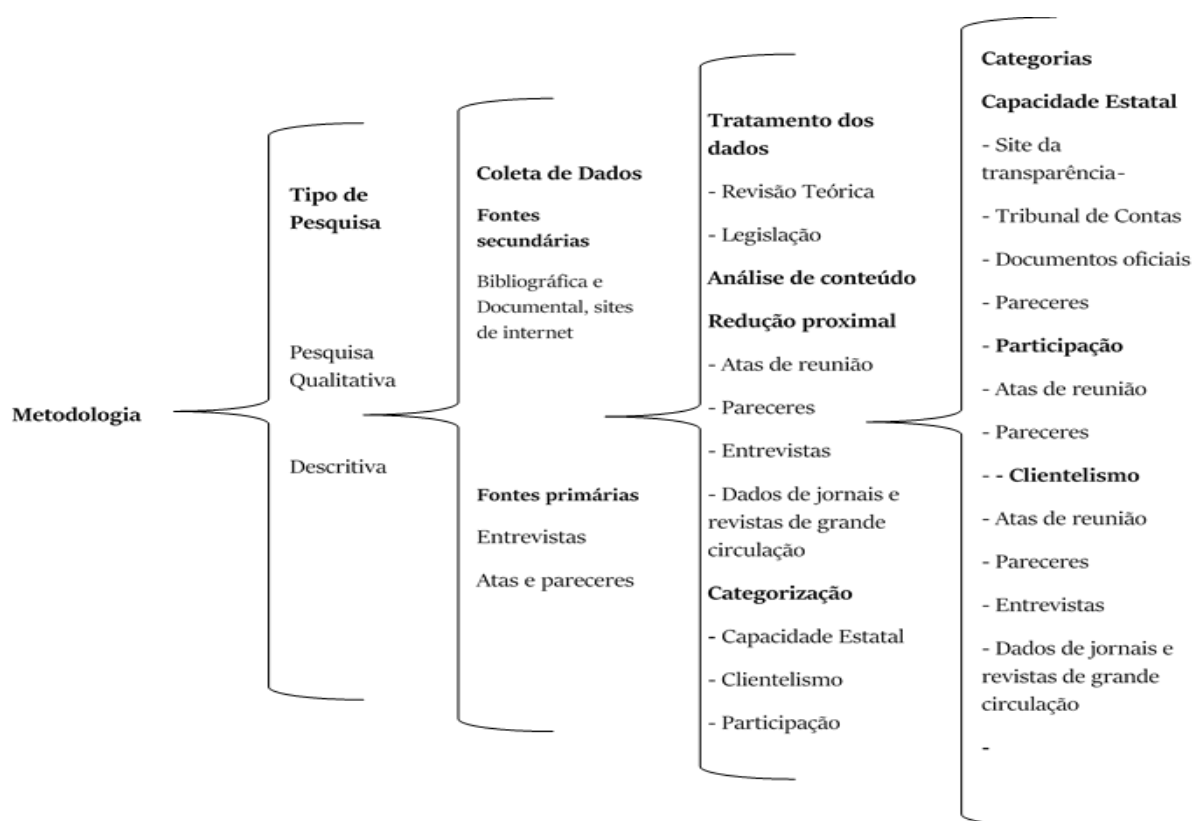 Metodologia
Tipo de
Pesquisa
Pesquisa
Qualitativa
Descritiva
Coleta de Dados
Fontes
secundárias
Bibliográfica e
Documental, sites
de internet
Fontes primárias
Entrevistas
Atas e pareceres
Tratamento dos
dados
- Revisão Teórica
- Legislação
Análise de conteúdo
Redução proximal
- Atas de reunião
- Pareceres
- Entrevistas
- Dados de jornais e
revistas de grande
circulação
Categorização
- Capacidade Estatal
- Clientelismo
- Participação
Categorias
Capacidade Estatal
- Site da
transparência-
- Tribunal de Contas
- Documentos oficiais
- Pareceres
- Participação
- Atas de reunião
- Pareceres
- - Clientelismo
- Atas de reunião
- Pareceres
- Entrevistas
- Dados de jornais e
revistas de grande
circulação
-